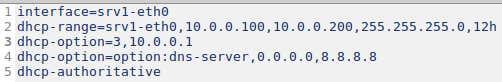 1 interface=srv1-eth0
2 dhcp-range=srv1-eth0,10.0.0.100,10.0.0.200,255.255.255.0,12h
3 dhcp-option=3,10.0.0.1
4 dhcp-option=option:dns-server,0.0.0.0,8.8.8.8
5 dhcp-authoritative